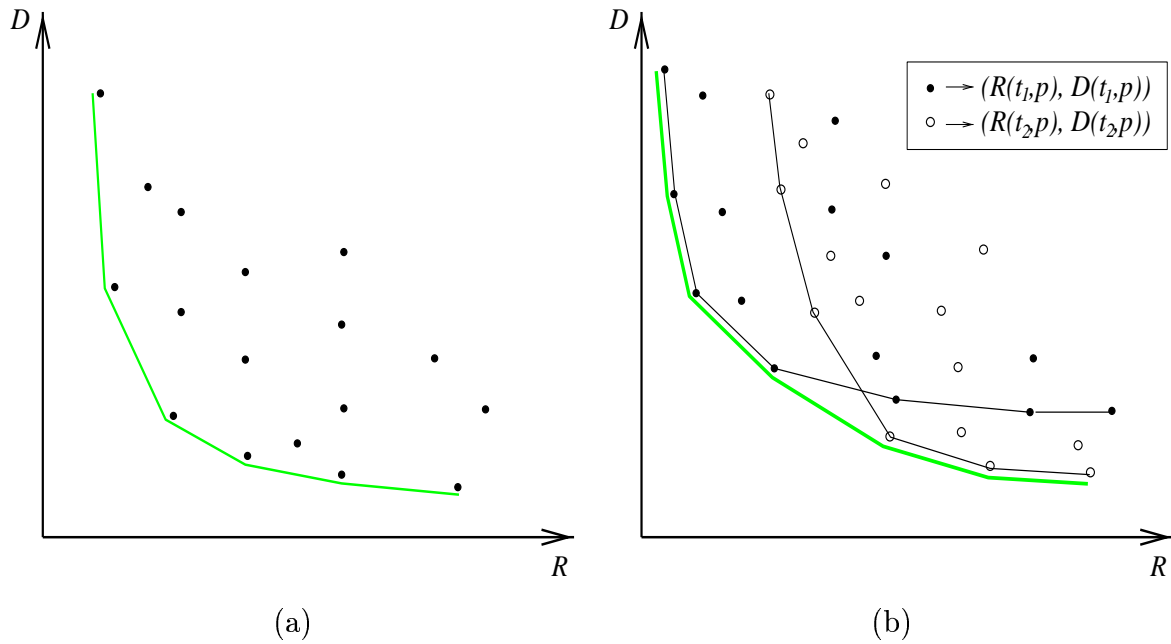 D
R
(a)
D
(R(t1,p), D(t1,p))
(R(t2,p), D(t2,p))
R
(b)